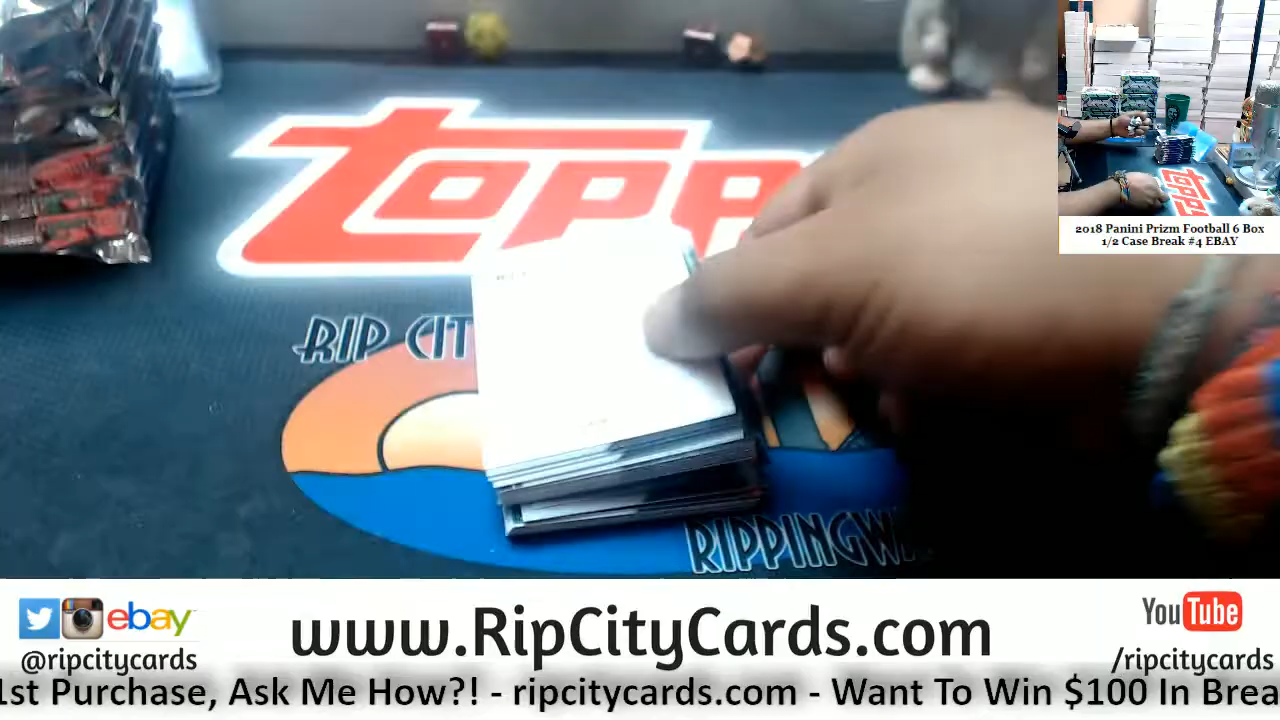 topp
RIP CIT
RIPPINGW
TOPPS
2018 Panini Prizm Football 6 Box
1/2 Case Break #4 EBAY
ebay
www.RipCityCards.com
YouTube
@ripcitycards
/ripcitycards
1st Purchase, Ask Me How?! - ripcitycards.com - Want To Win $100 In Brea